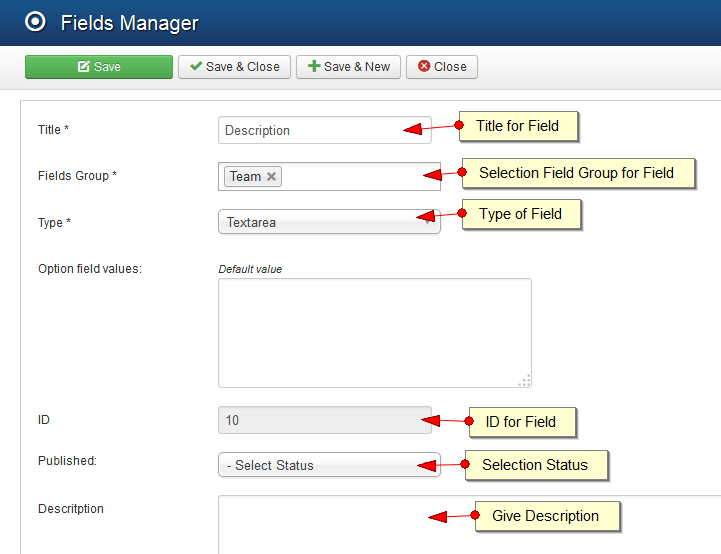 Fields Manager
Save Save & Close Save & New Close
Title * Description Title for Field
Fields Group * Team Selection Field Group for Field
Type * Textarea Type of Field
Option field values: Default value
ID 10 ID for Field
Published: - Select Status Selection Status
Descritption Give Description